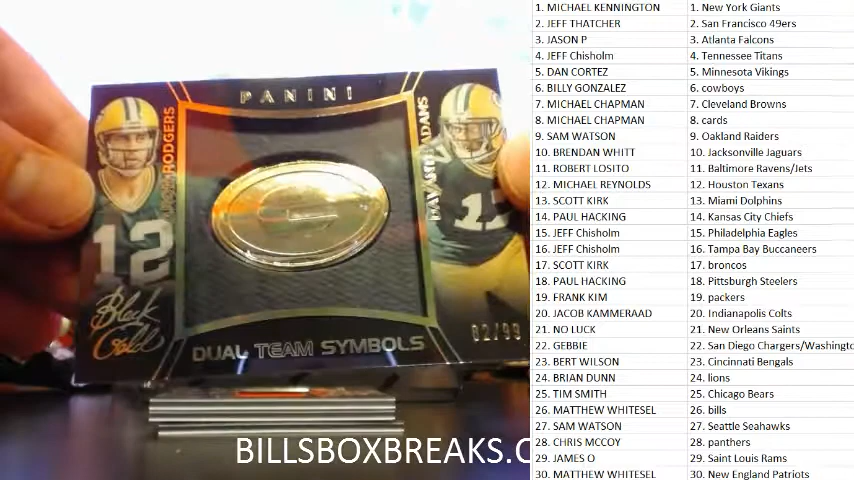 PANINI
RODGERS
ADAMS
12
Black
Gold
02/99
DUAL TEAM SYMBOLS
BILLSBOXBREAKS.C
1. MICHAEL KENNINGTON 1. New York Giants
2. JEFF THATCHER 2. San Francisco 49ers
3. JASON P 3. Atlanta Falcons
4. JEFF Chisholm 4. Tennessee Titans
5. DAN CORTEZ 5. Minnesota Vikings
6. BILLY GONZALEZ 6. cowboys
7. MICHAEL CHAPMAN 7. Cleveland Browns
8. MICHAEL CHAPMAN 8. cards
9. SAM WATSON 9. Oakland Raiders
10. BRENDAN WHITT 10. Jacksonville Jaguars
11. ROBERT LOSITO 11. Baltimore Ravens/Jets
12. MICHAEL REYNOLDS 12. Houston Texans
13. SCOTT KIRK 13. Miami Dolphins
14. PAUL HACKING 14. Kansas City Chiefs
15. JEFF Chisholm 15. Philadelphia Eagles
16. JEFF Chisholm 16. Tampa Bay Buccaneers
17. SCOTT KIRK 17. broncos
18. PAUL HACKING 18. Pittsburgh Steelers
19. FRANK KIM 19. packers
20. JACOB KAMMERAAD 20. Indianapolis Colts
21. NO LUCK 21. New Orleans Saints
22. GEBBIE 22. San Diego Chargers/Washingto
23. BERT WILSON 23. Cincinnati Bengals
24. BRIAN DUNN 24. lions
25. TIM SMITH 25. Chicago Bears
26. MATTHEW WHITESEL 26. bills
27. SAM WATSON 27. Seattle Seahawks
28. CHRIS MCCOY 28. panthers
29. JAMES O 29. Saint Louis Rams
30. MATTHEW WHITESEL 30. New England Patriots